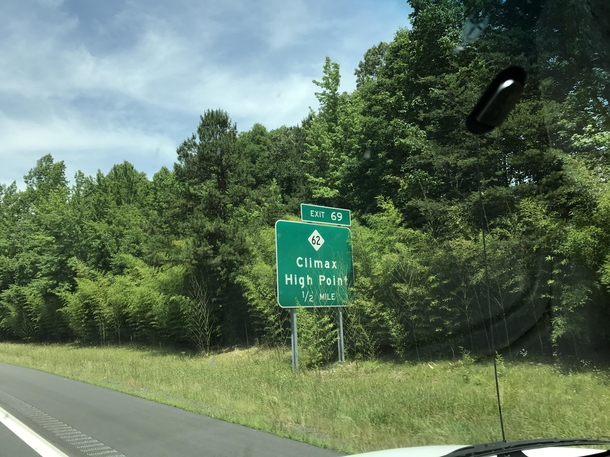 EXIT 69
62
Climax
High Point
1/2 MILE